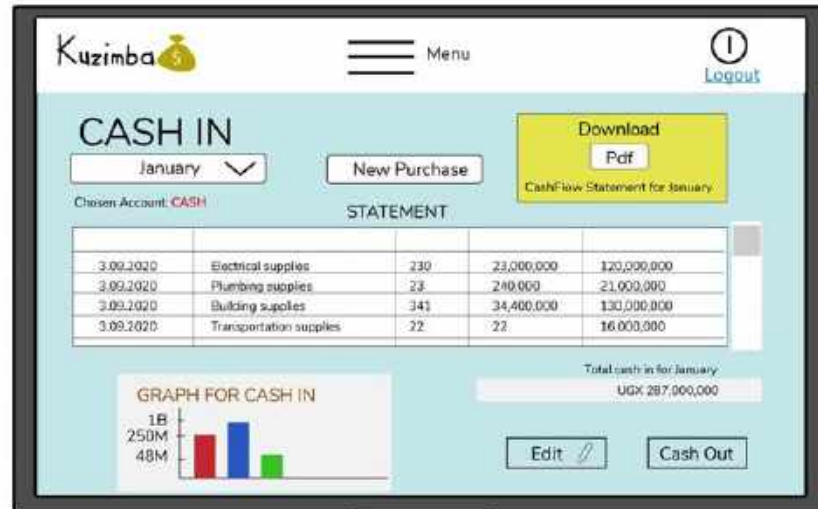 Kuzimba $
Menu
Logout
CASH IN
January
New Purchase
Download
Pdf
CashFlow Statement for January
Chosen Account: CASH
STATEMENT
3.09.2020 Electrical supplies 230 23,000,000 120,000,000
3.09.2020 Plumbing supplies 23 240,000 21,000,000
3.09.2020 Building supplies 341 34,400,000 130,000,000
3.09.2020 Transportation supplies 22 22 16,000,000
Total cash in for January
UGX 287,000,000
GRAPH FOR CASH IN
1B
250M
48M
Edit
Cash Out